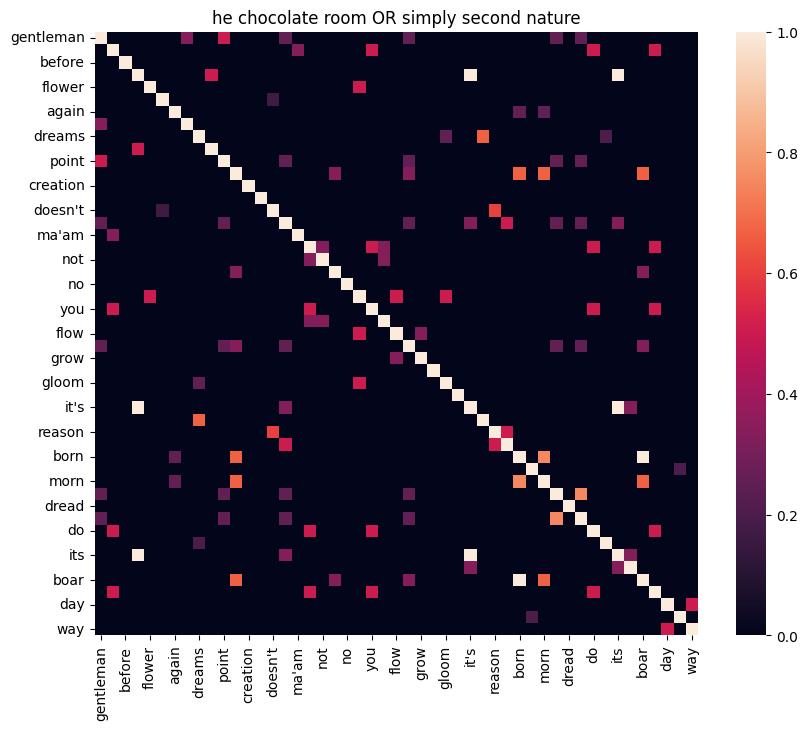 he chocolate room OR simply second nature
gentleman
before
flower
again
dreams
point
creation
doesn't
ma'am
not
no
you
flow
grow
gloom
it's
reason
born
morn
dread
do
its
boar
day
way
1.0
0.8
0.6
0.4
0.2
0.0
gentleman
before
flower
again
dreams
point
creation
doesn't
ma'am
not
no
you
flow
grow
gloom
it's
reason
born
morn
dread
do
its
boar
day
way